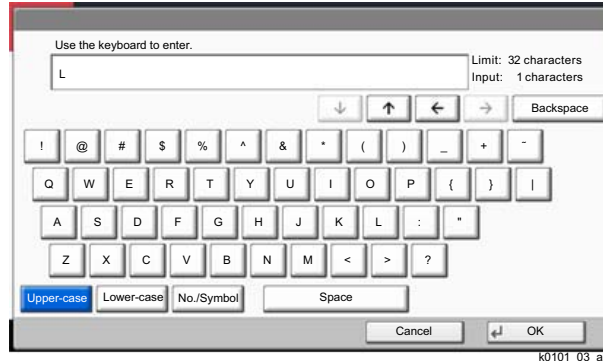 Use the keyboard to enter.
L
Limit: 32 characters
Input: 1 characters
↓ ↑ ← → Backspace
! @ # $ % ^ & * ( ) _ + ~
Q W E R T Y U I O P { } |
A S D F G H J K L : "
Z X C V B N M < > ?
Upper-case Lower-case No./Symbol Space
Cancel OK
k0101_03_a